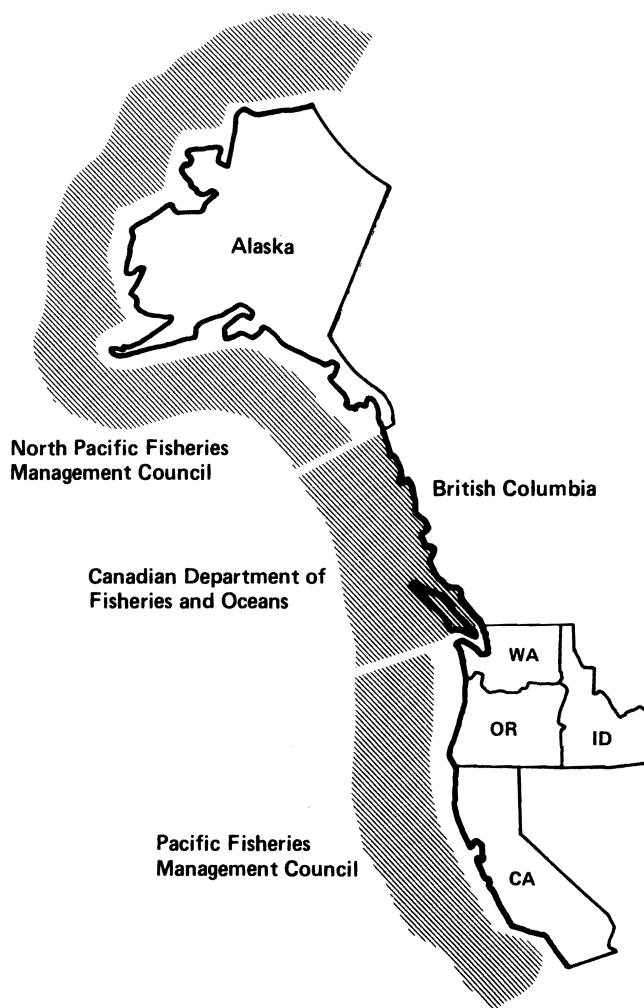 Alaska
North Pacific Fisheries
Management Council
British Columbia
Canadian Department of
Fisheries and Oceans
WA
OR
ID
Pacific Fisheries
Management Council
CA